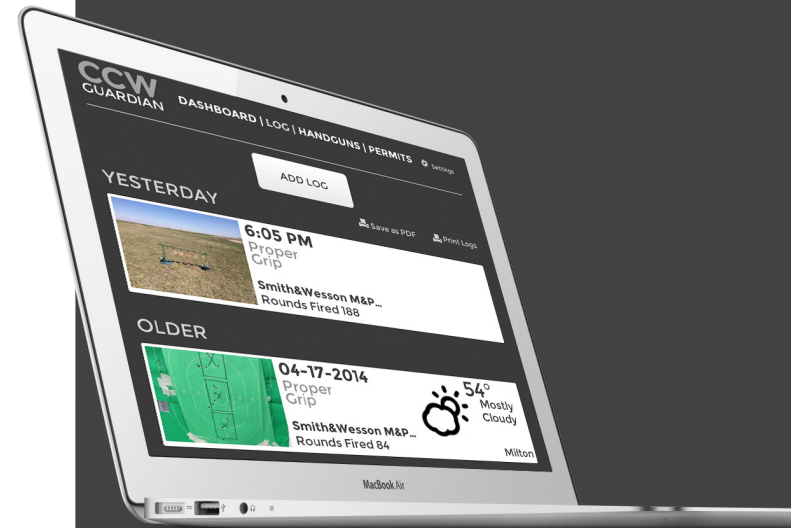 CCW
GUARDIAN
DASHBOARD | LOG | HANDGUNS | PERMITS Settings
ADD LOG
YESTERDAY
Save as PDF Print Logs
6:05 PM
Proper
Grip
Smith&Wesson M&P...
Rounds Fired 188
OLDER
04-17-2014
Proper
Grip
Smith&Wesson M&P...
Rounds Fired 84
54°
Mostly
Cloudy
Milton
MacBook Air